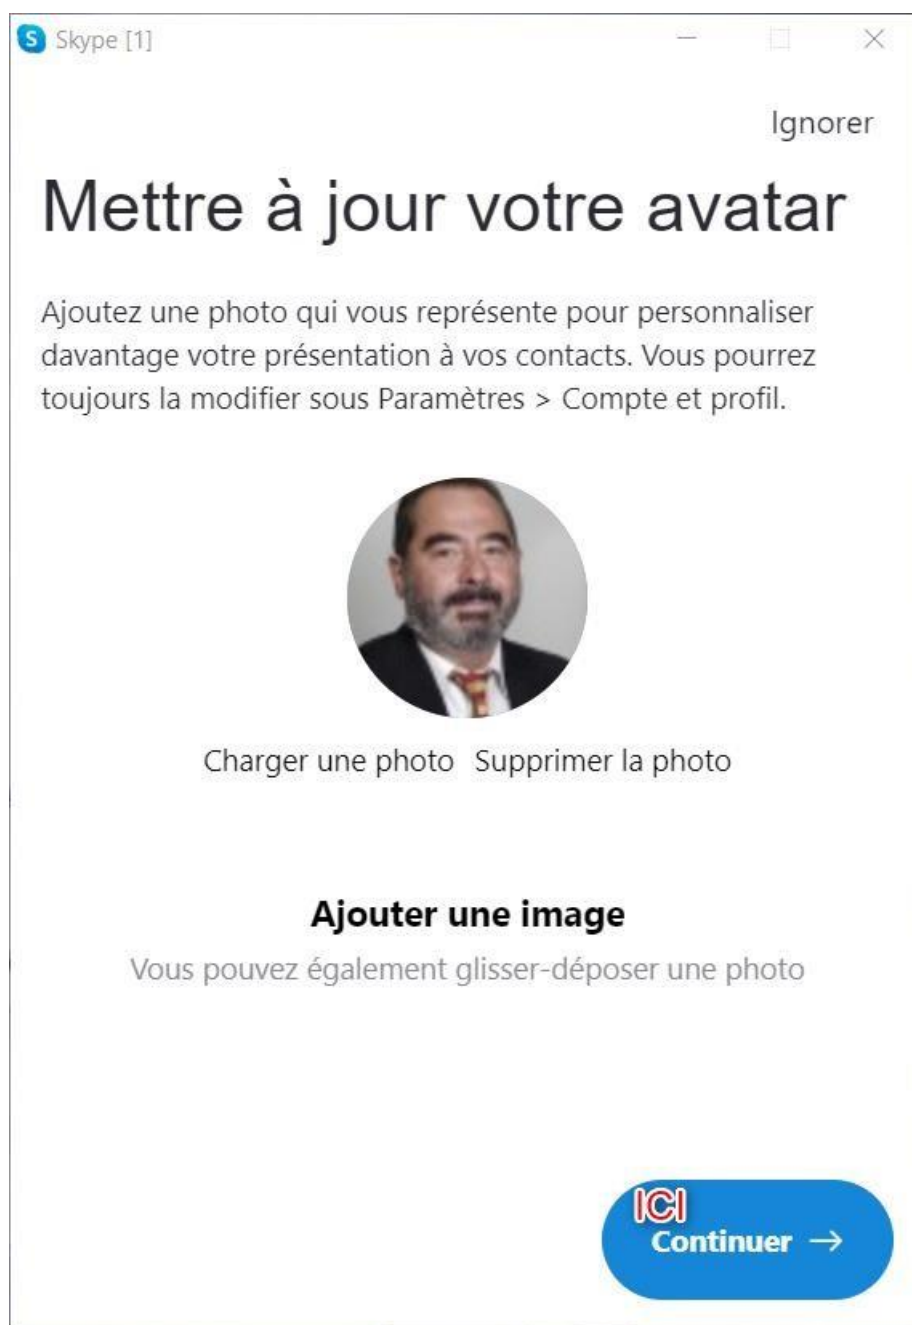 Skype [1]
Ignorer
Mettre à jour votre avatar
Ajoutez une photo qui vous représente pour personnaliser
davantage votre présentation à vos contacts. Vous pourrez
toujours la modifier sous Paramètres > Compte et profil.
Charger une photo Supprimer la photo
Ajouter une image
Vous pouvez également glisser-déposer une photo
ICI
Continuer →